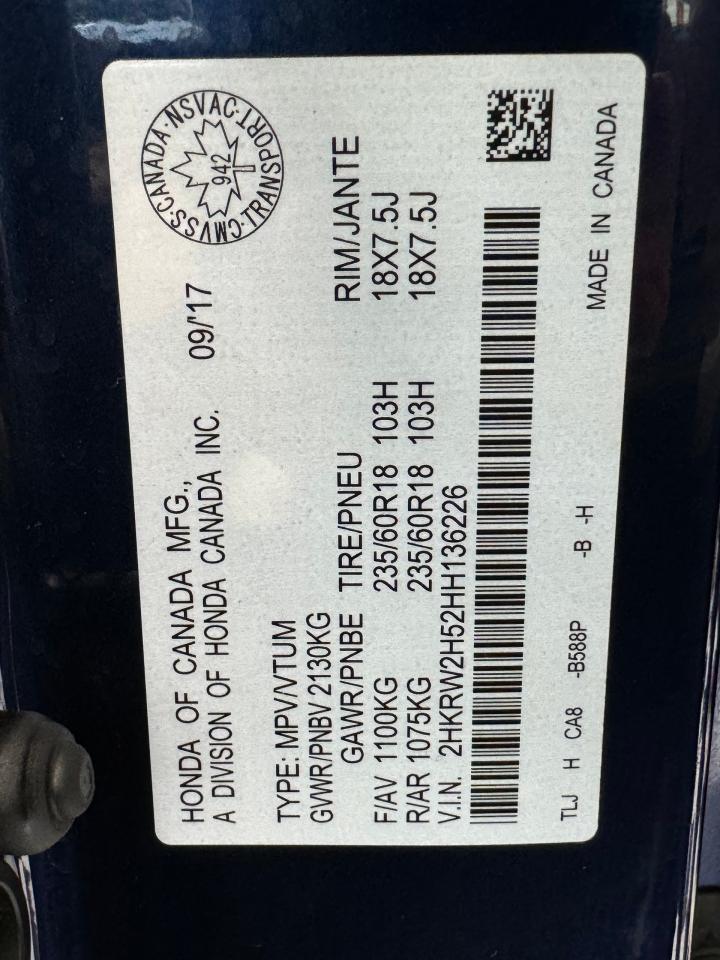 HONDA OF CANADA MFG.,
A DIVISION OF HONDA CANADA INC. 09/'17
CMVSS·CANADA·NSVAC·TRANSPORT·
942
TYPE: MPV/VTUM
GVWR/PNBV 2130KG
GAWR/PNBE TIRE/PNEU RIM/JANTE
F/AV 1100KG 235/60R18 103H 18X7.5J
R/AR 1075KG 235/60R18 103H 18X7.5J
V.I.N. 2HKRW2H52HH136226
TLJ H CA8 -B588P -B -H
MADE IN CANADA